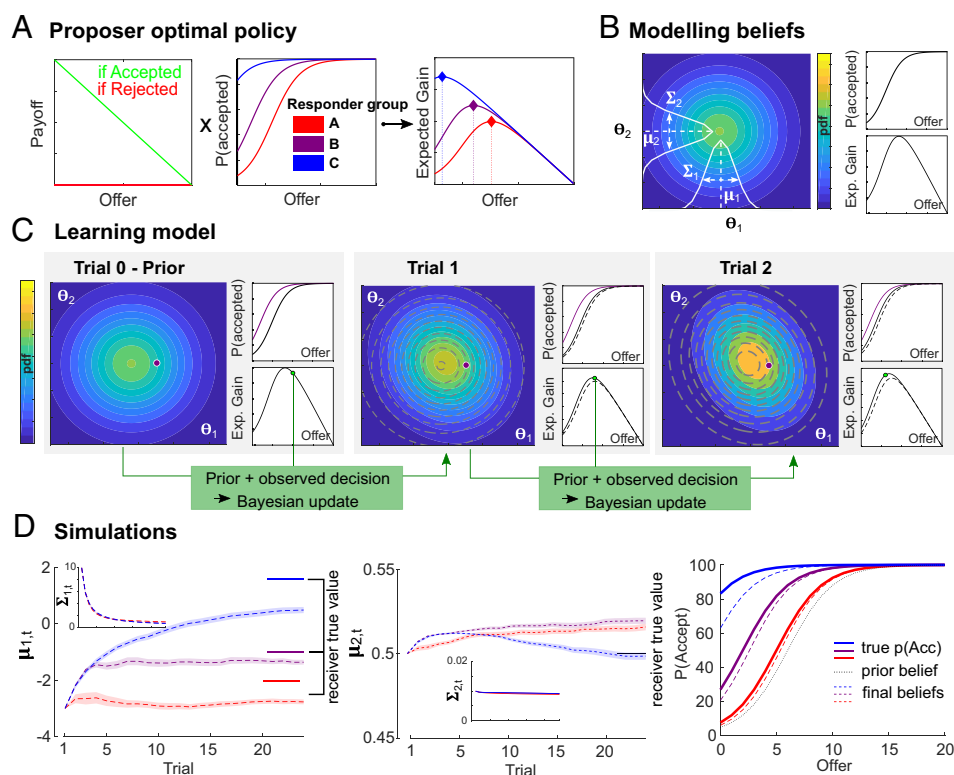 A Proposer optimal policy
Payoff
if Accepted
if Rejected
Offer
X
P(accepted)
Responder group
A
B
C
Offer
Expected Gain
Offer
B Modelling beliefs
Σ2
θ2
μ2
Σ1
μ1
θ1
pdf
P(accepted)
Offer
Exp. Gain
Offer
C Learning model
Trial 0 - Prior
pdf
θ2
θ1
P(accepted)
Offer
Exp. Gain
Offer
Trial 1
θ2
θ1
P(accepted)
Offer
Exp. Gain
Offer
Trial 2
θ2
θ1
P(accepted)
Offer
Exp. Gain
Offer
Prior + observed decision
Bayesian update
Prior + observed decision
Bayesian update
D Simulations
μ1,t
2
0
-2
-4
1 5 10 15 20
Trial
Σ1,t
10
0
receiver true value
μ2,t
0.55
0.5
0.45
5 10 15 20
Trial
Σ2,t
0.02
0
receiver true value
P(Accept)
100
80
60
40
20
0
0 5 10 15 20
Offer
true p(Acc)
prior belief
final beliefs